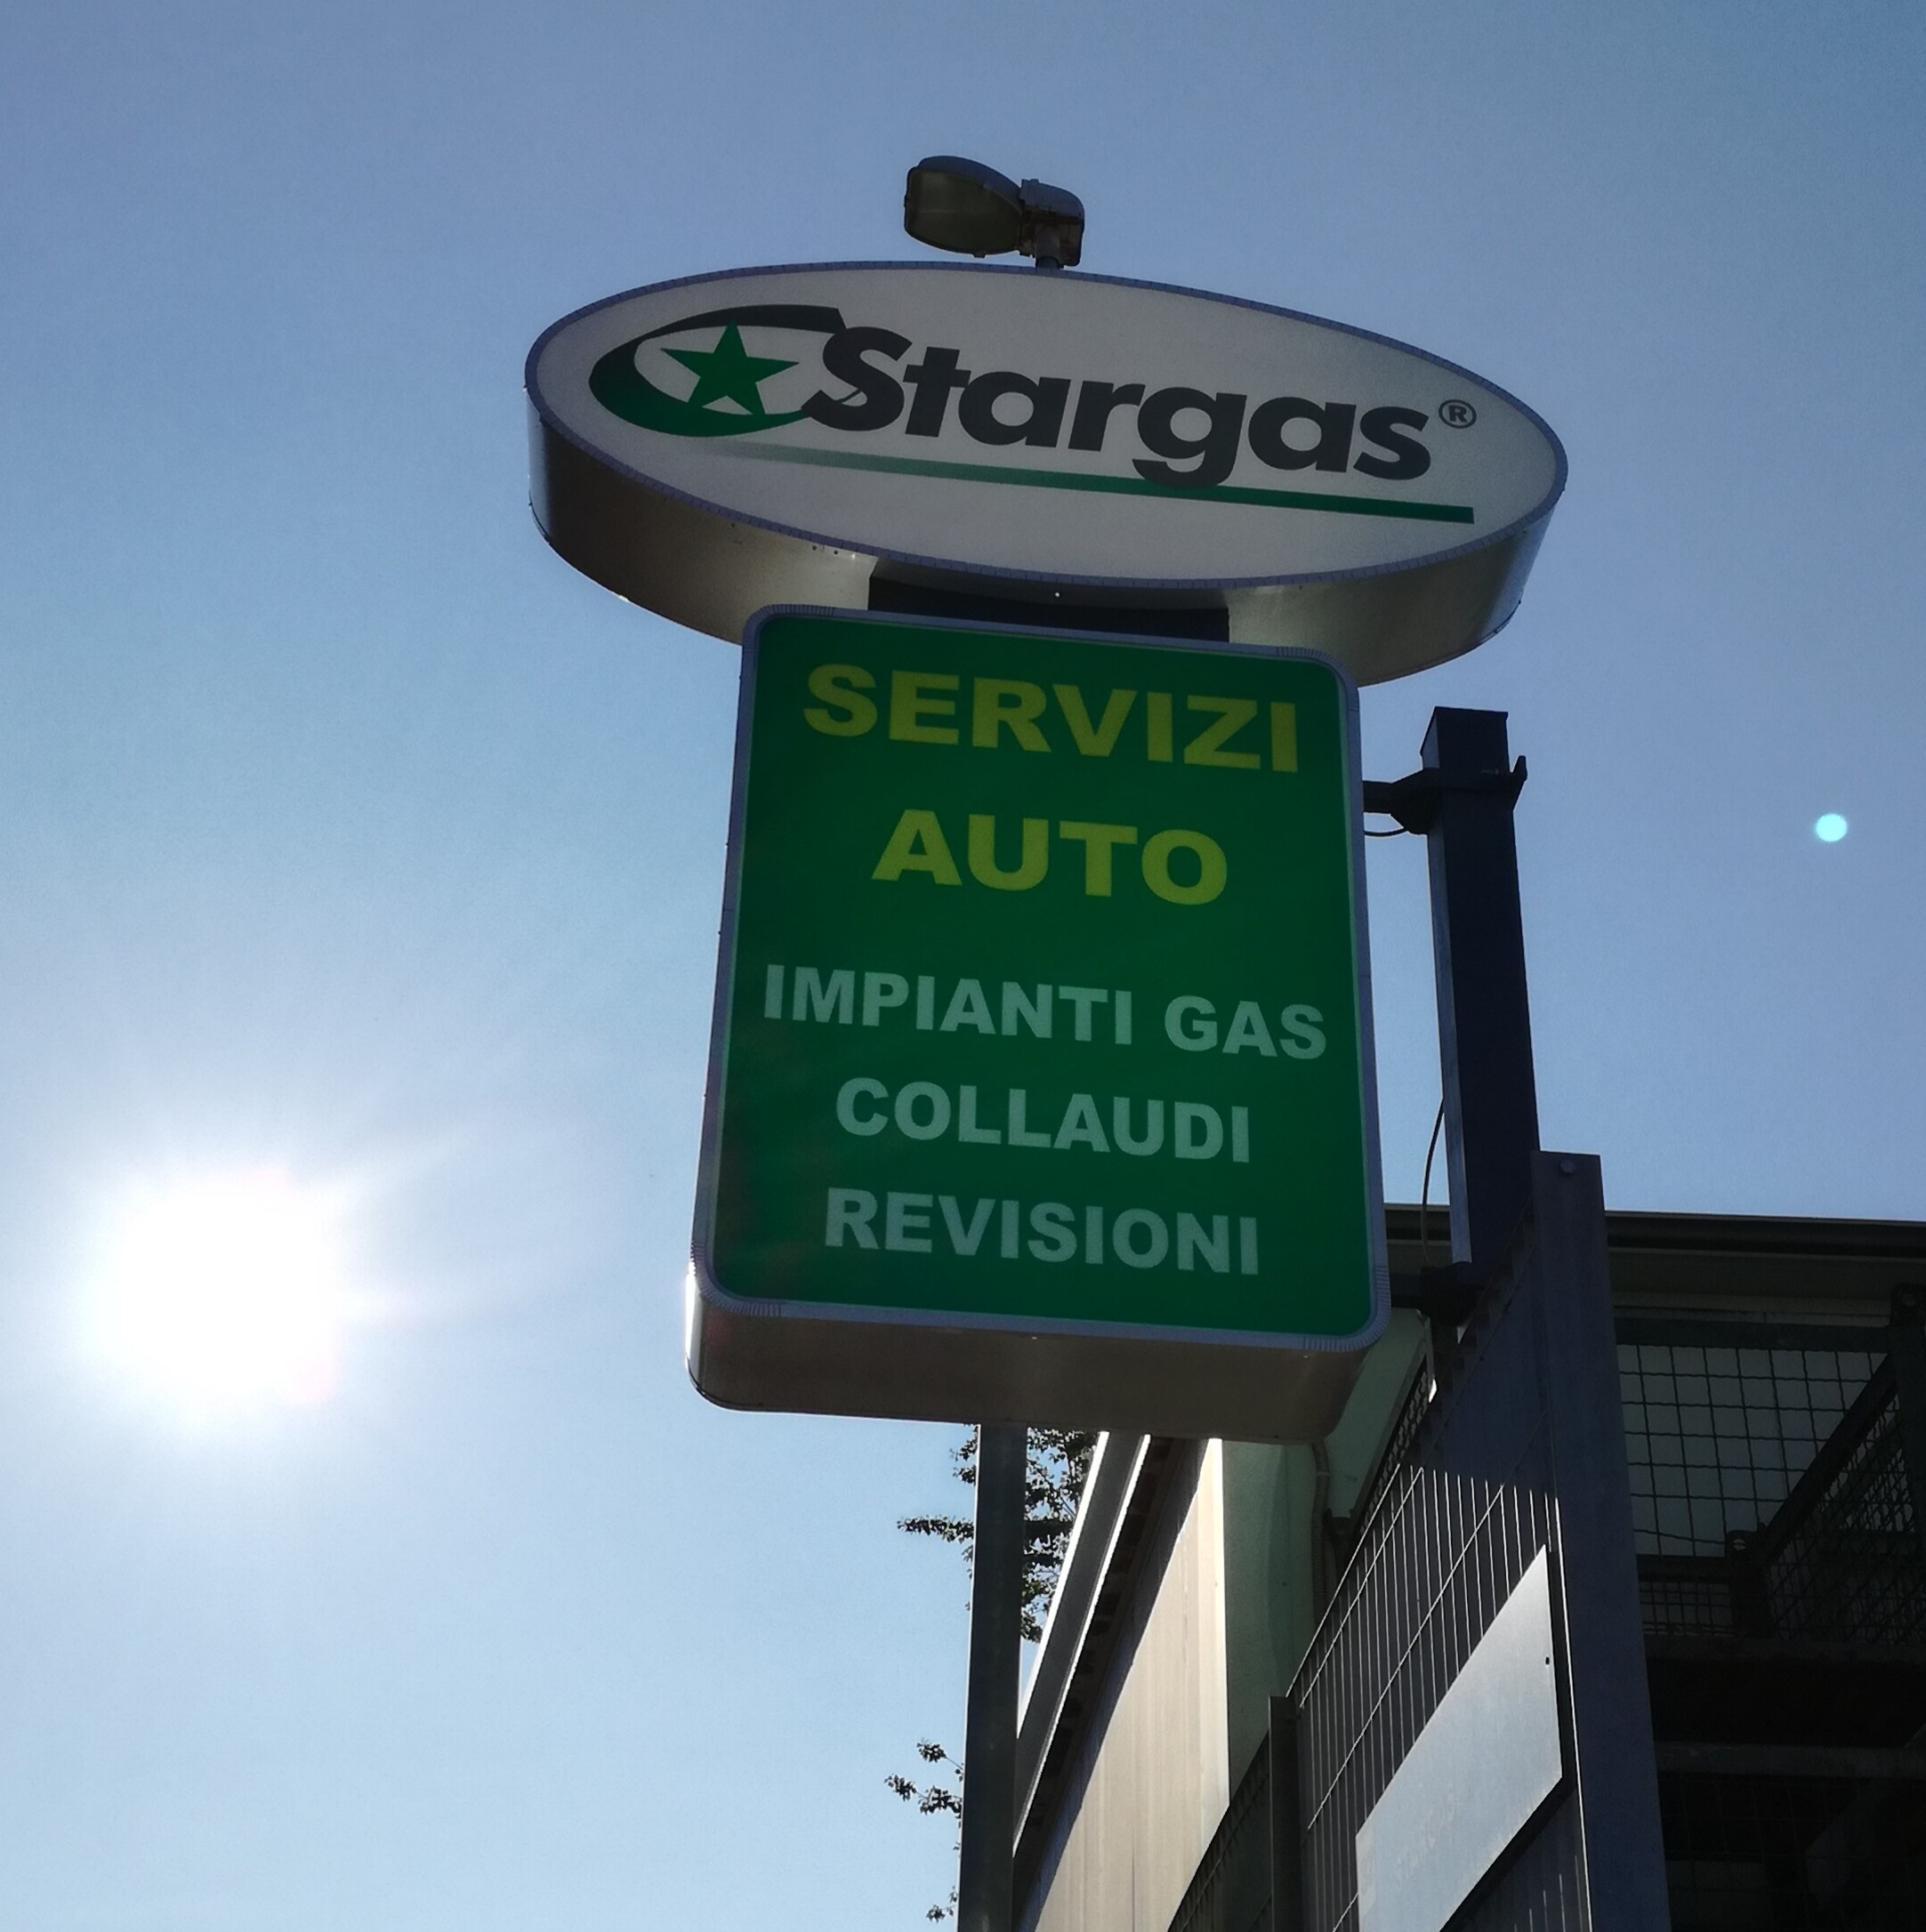 Stargas®
SERVIZI
AUTO
IMPIANTI GAS
COLLAUDI
REVISIONI